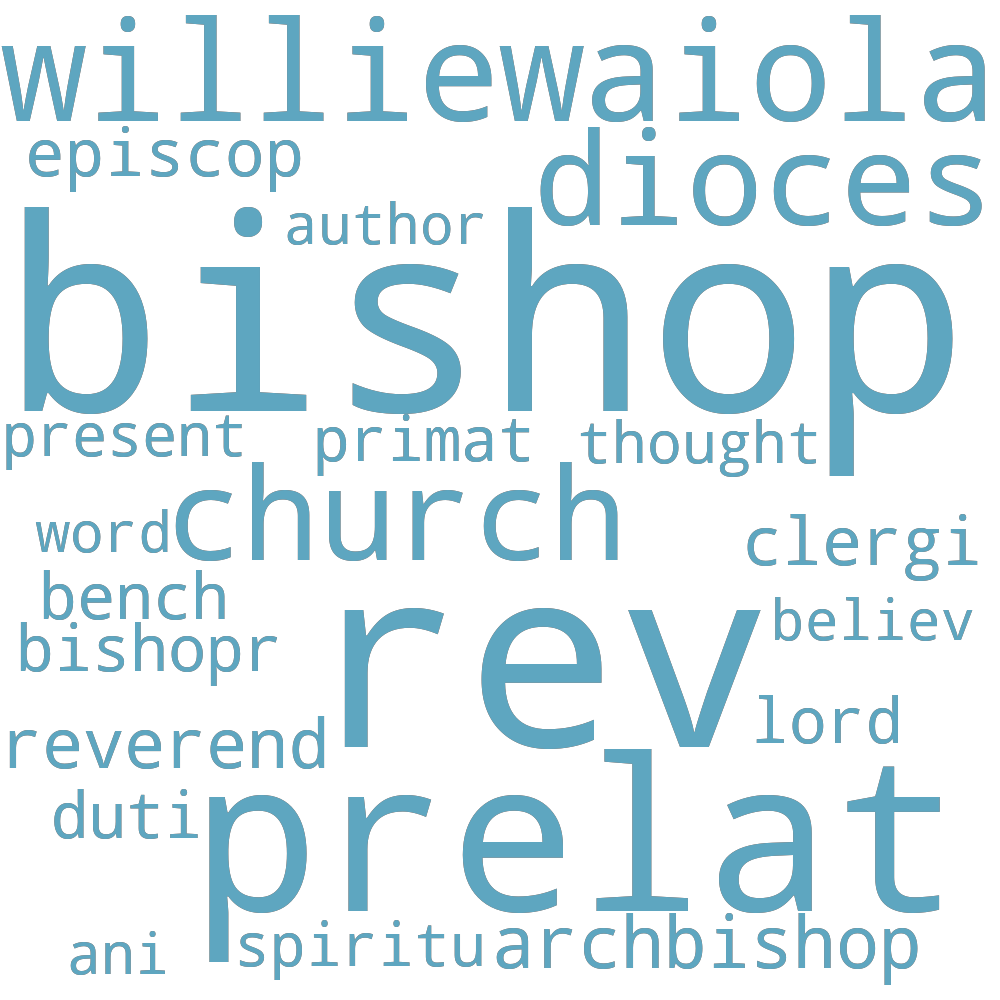 williewaiola
episcop
dioces
author
bishop
present
primat
thought
church
word
clergi
bench
rev
believ
bishopr
lord
reverend
prelat
duti
archbishop
spiritu
ani